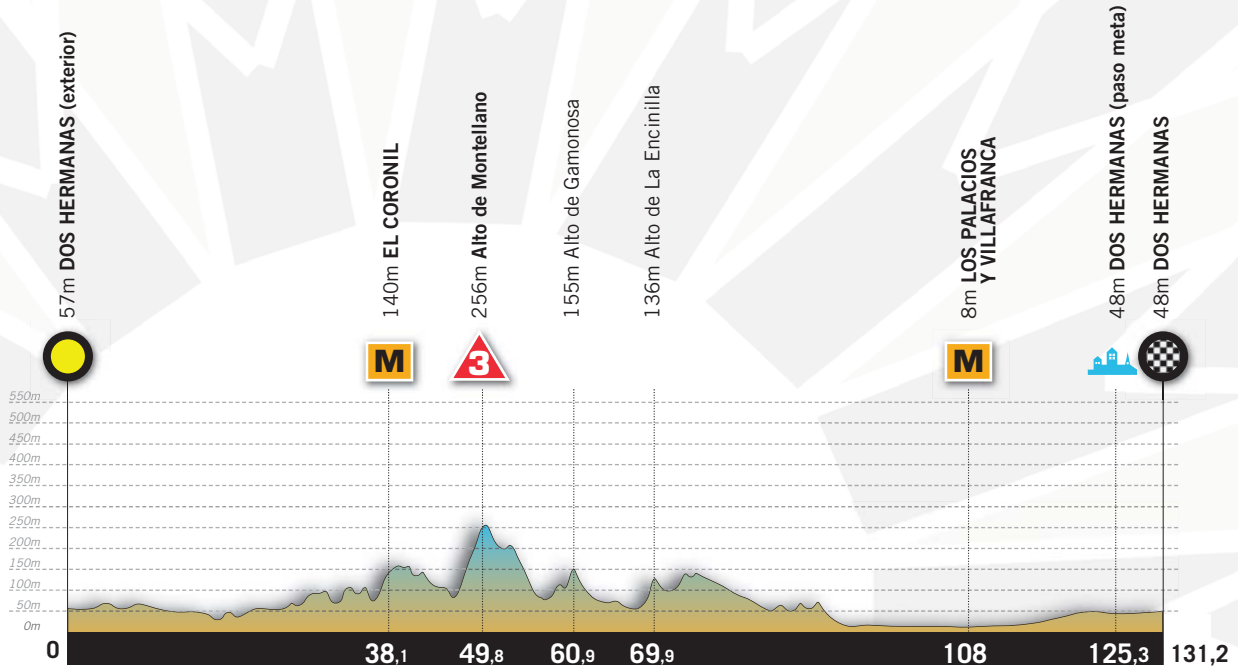 57m DOS HERMANAS (exterior)
140m EL CORONIL
256m Alto de Montellano
155m Alto de Gamonosa
136m Alto de La Encinilla
8m LOS PALACIOS
Y VILLAFRANCA
48m DOS HERMANAS (paso meta)
48m DOS HERMANAS
M
3
M
550m
500m
450m
400m
350m
300m
250m
200m
150m
100m
50m
0m
0
38,1
49,8
60,9
69,9
108
125,3
131,2